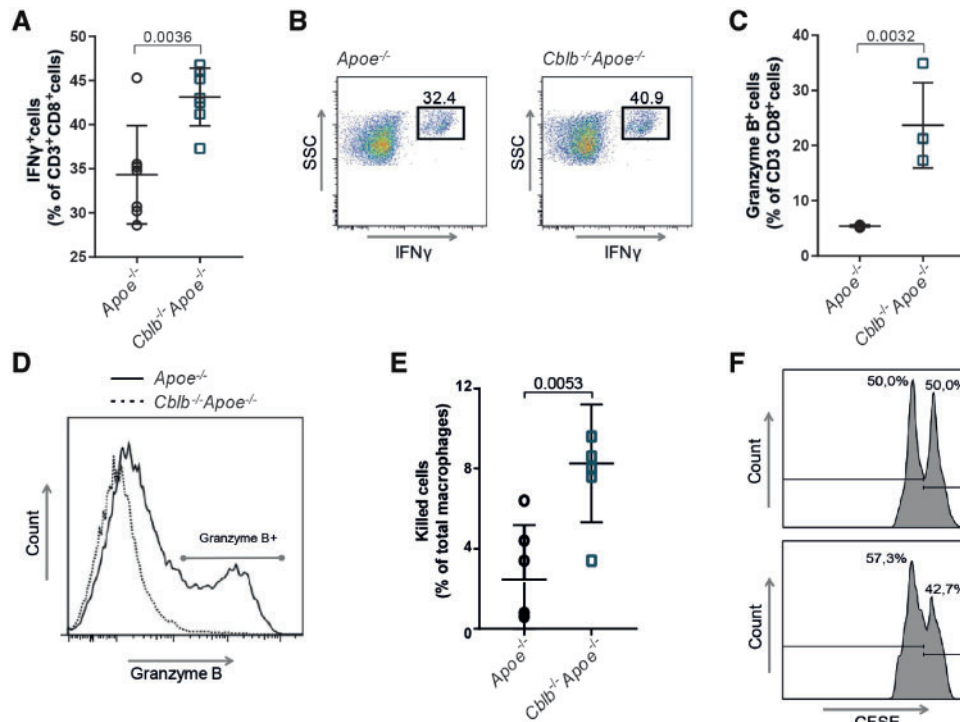 A
0.0036
IFNγ⁺cells
(% of CD3⁺CD8⁺cells)
50
45
40
35
30
25
Apoe⁻/⁻
Cblb⁻/⁻Apoe⁻/⁻
B
Apoe⁻/⁻
Cblb⁻/⁻Apoe⁻/⁻
32.4
40.9
SSC
SSC
IFNγ
IFNγ
C
0.0032
Granzyme B⁺cells
(% of CD3 CD8⁺cells)
40
30
20
10
0
Apoe⁻/⁻
Cblb⁻/⁻Apoe⁻/⁻
D
Apoe⁻/⁻
Cblb⁻/⁻Apoe⁻/⁻
Granzyme B+
Count
Granzyme B
E
0.0053
Killed cells
(% of total macrophages)
12
8
4
0
Apoe⁻/⁻
Cblb⁻/⁻Apoe⁻/⁻
F
50,0%
50,0%
Count
57,3%
42,7%
Count
CFSE